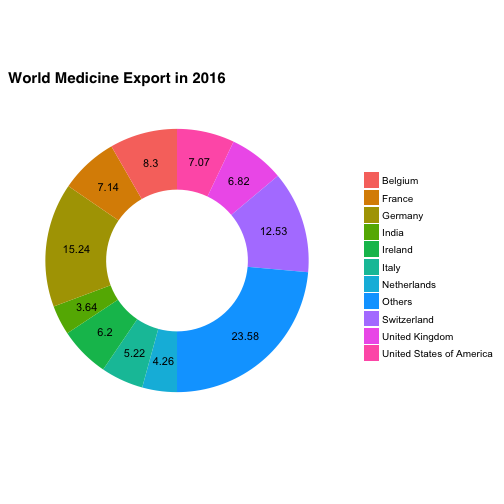 World Medicine Export in 2016
8.3
7.07
7.14
6.82
12.53
15.24
3.64
6.2
5.22
4.26
23.58
Belgium
France
Germany
India
Ireland
Italy
Netherlands
Others
Switzerland
United Kingdom
United States of America